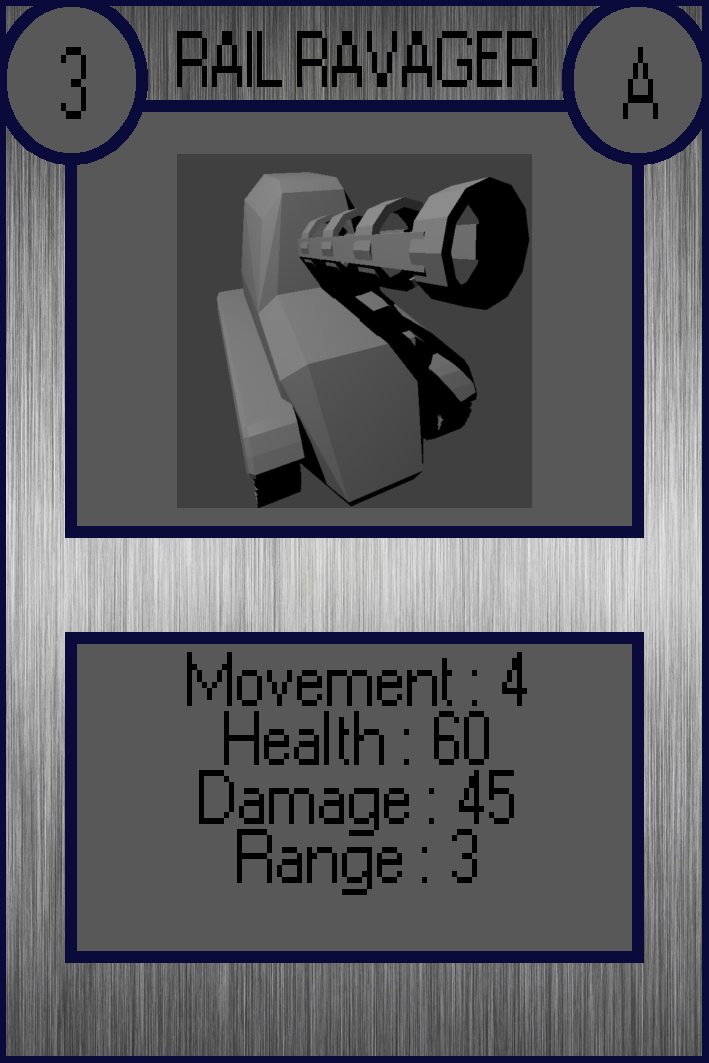 3
RAIL RAVAGER
A
Movement : 4
Health : 60
Damage : 45
Range : 3